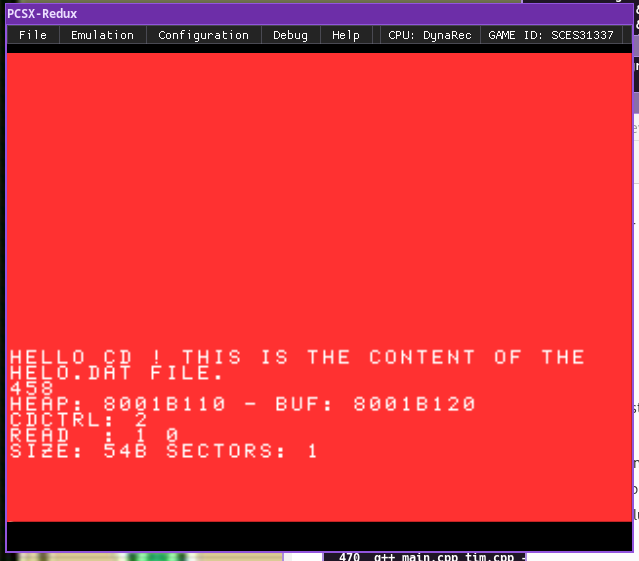 PCSX-Redux
File Emulation Configuration Debug Help CPU: DynaRec GAME ID: SCES31337
HELLO CD ! THIS IS THE CONTENT OF THE
HELO.DAT FILE.
458
HEAP: 8001B110 - BUF: 8001B120
CDCTRL: 2
READ : 1 0
SIZE: 54B SECTORS: 1
470 g++ main.cpp tim.cpp -